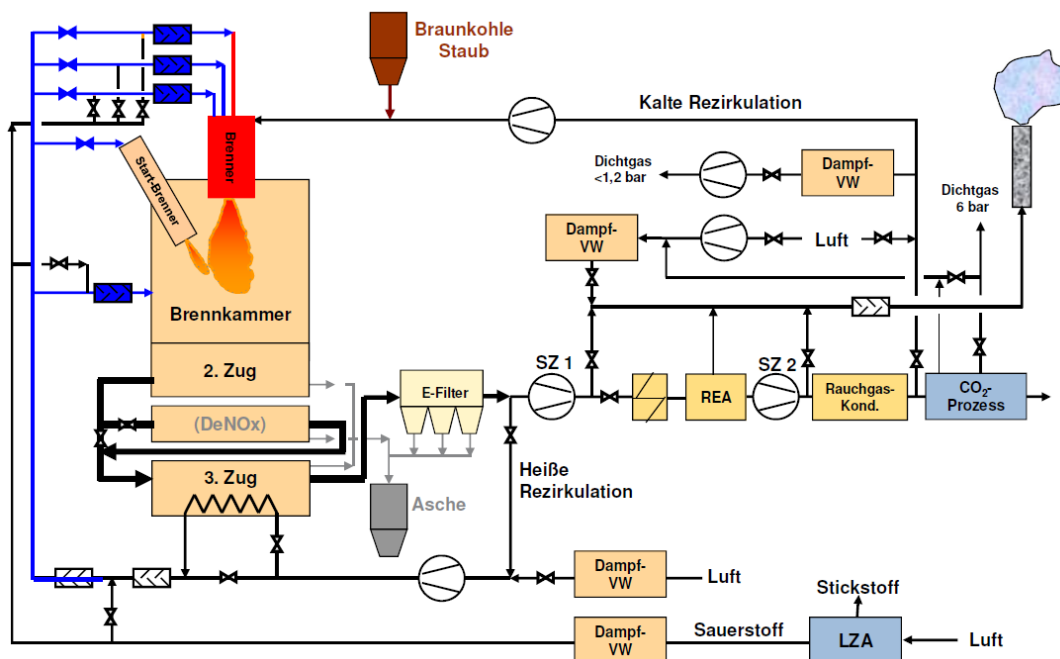 Braunkohle
Staub
Kalte Rezirkulation
Brenner
Start-Brenner
Dichtgas
<1,2 bar
Dampf-
VW
Dichtgas
6 bar
Dampf-
VW
Luft
Brennkammer
2. Zug
(DeNOx)
3. Zug
E-Filter
Asche
SZ 1
REA
SZ 2
Rauchgas-
Kond.
CO₂-
Prozess
Heiße
Rezirkulation
Dampf-
VW
Luft
Stickstoff
Dampf-
VW
Sauerstoff
LZA
Luft